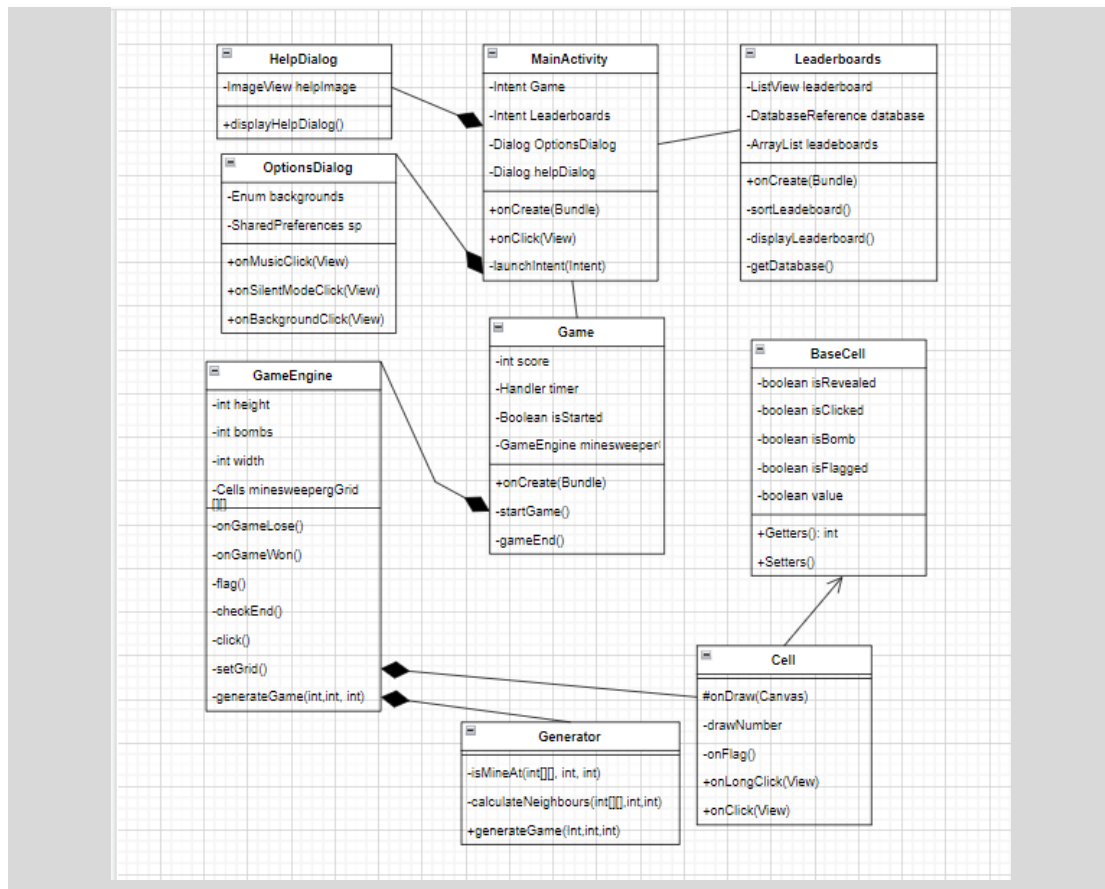 HelpDialog
-ImageView helpImage
+displayHelpDialog()
MainActivity
-Intent Game
-Intent Leaderboards
-Dialog OptionsDialog
-Dialog helpDialog
+onCreate(Bundle)
+onClick(View)
-launchIntent(Intent)
Leaderboards
-ListView leaderboard
-DatabaseReference database
-ArrayList leadeboards
+onCreate(Bundle)
-sortLeadeboard()
-displayLeaderboard()
-getDatabase()
OptionsDialog
-Enum backgrounds
-SharedPreferences sp
+onMusicClick(View)
+onSilentModeClick(View)
+onBackgroundClick(View)
Game
-int score
-Handler timer
-Boolean isStarted
-GameEngine minesweeper
+onCreate(Bundle)
-startGame()
-gameEnd()
BaseCell
-boolean isRevealed
-boolean isClicked
-boolean isBomb
-boolean isFlagged
-boolean value
+Getters(): int
+Setters()
GameEngine
-int height
-int bombs
-int width
-Cells minesweepergGrid
[][]
-onGameLose()
-onGameWon()
-flag()
-checkEnd()
-click()
-setGrid()
-generateGame(int,int, int)
Cell
#onDraw(Canvas)
-drawNumber
-onFlag()
+onLongClick(View)
+onClick(View)
Generator
-isMineAt(int[][], int, int)
-calculateNeighbours(int[][],int,int)
+generateGame(Int,int,int)